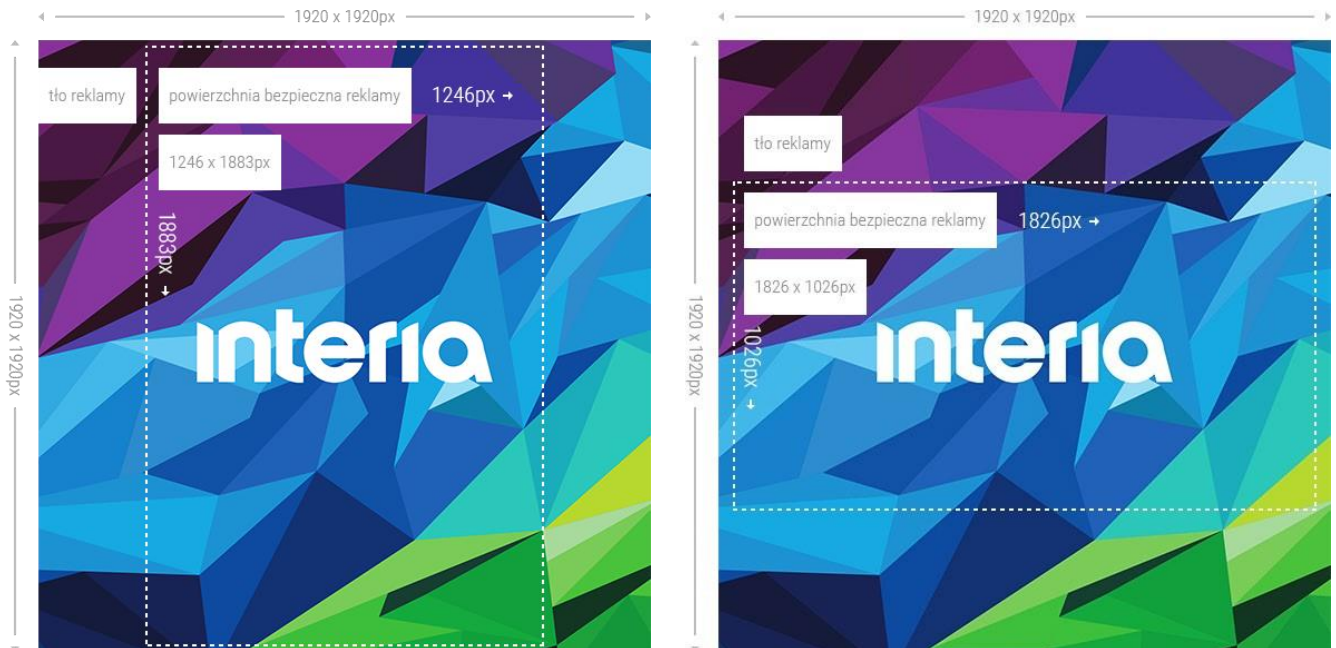 1920 x 1920px
tło reklamy
powierzchnia bezpieczna reklamy
1246px
1246 x 1883px
1883px
1920 x 1920px
interia
1920 x 1920px
tło reklamy
powierzchnia bezpieczna reklamy
1826px
1826 x 1026px
1026px
1920 x 1920px
interia